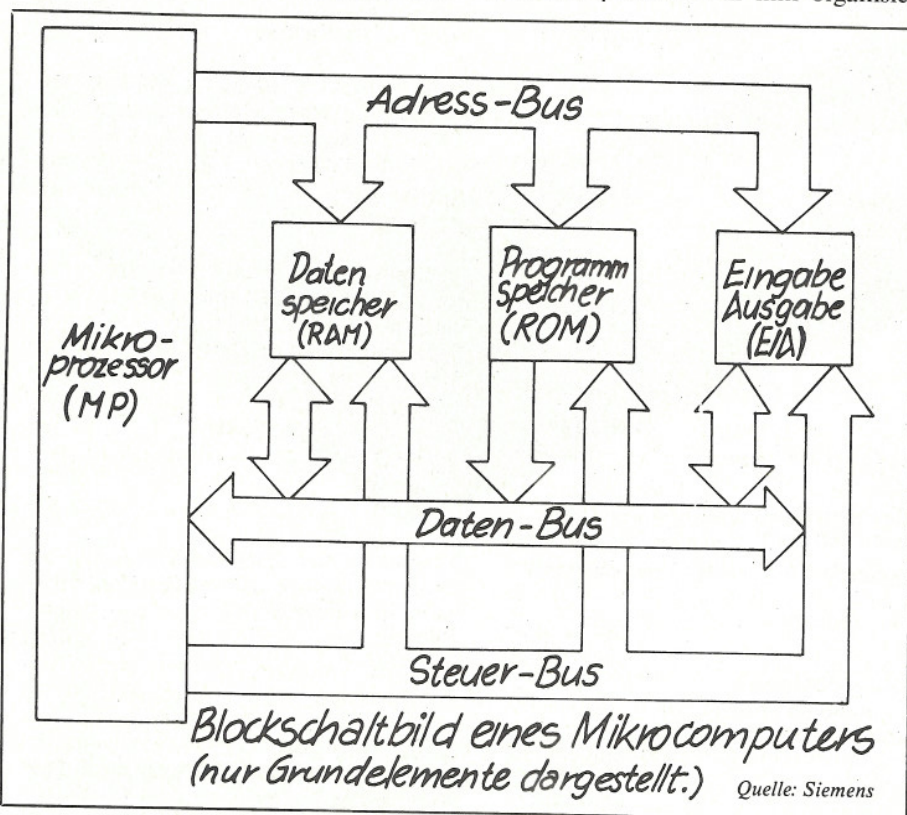 organisie
Adress-Bus
Daten
speicher
(RAM)
Programm
speicher
(ROM)
Eingabe
Ausgabe
(E/A)
Mikro-
prozessor
(MP)
Daten-Bus
Steuer-Bus
Blockschaltbild eines Mikrocomputers
(nur Grundelemente dargestellt.)
Quelle: Siemens